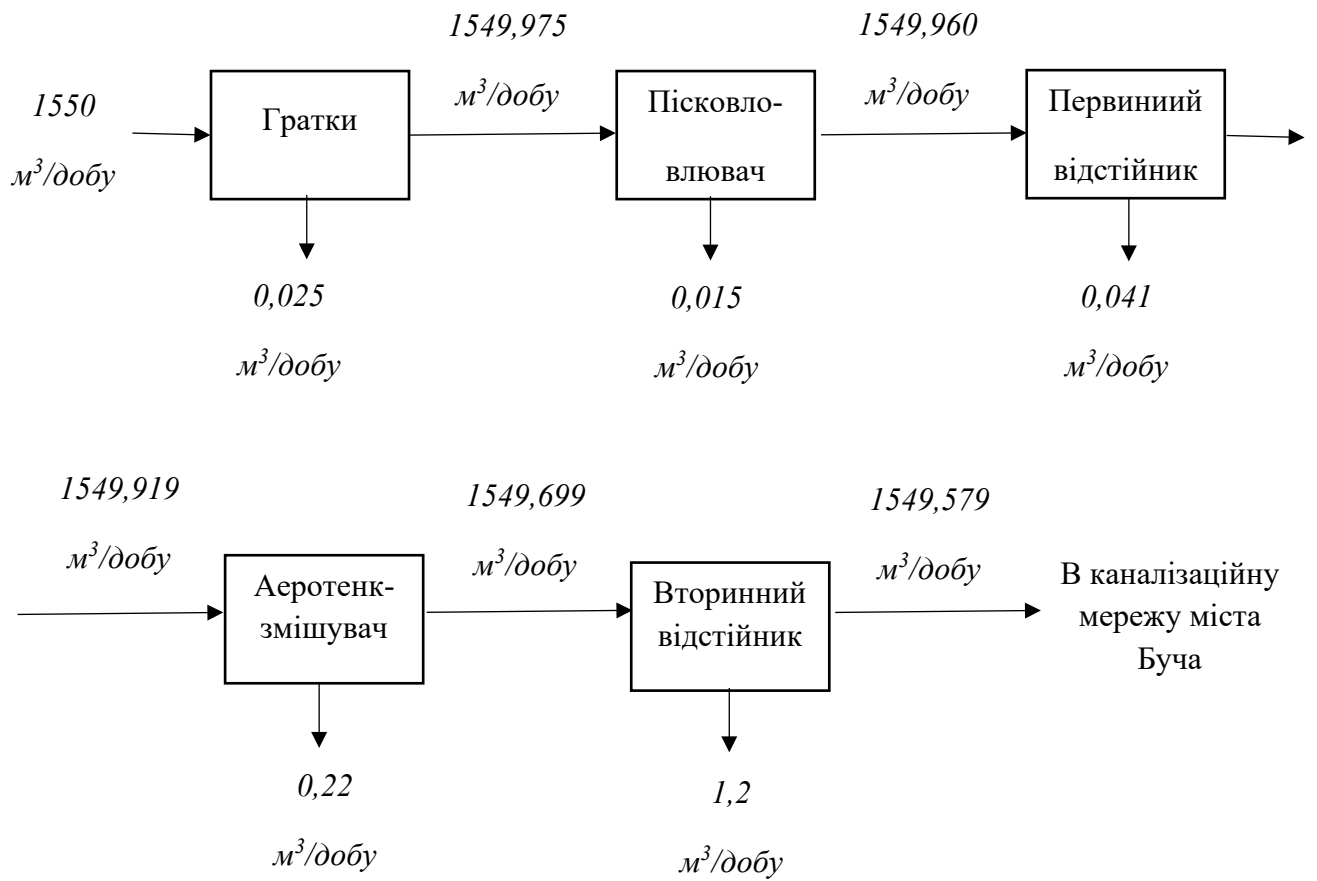 1549,975
м³/добу
1549,960
м³/добу
1550
м³/добу
Гратки
Пісковло-
влювач
Первиниий
відстійник
0,025
м³/добу
0,015
м³/добу
0,041
м³/добу
1549,919
м³/добу
1549,699
м³/добу
1549,579
м³/добу
Аеротенк-
змішувач
Вторинний
відстійник
В каналізаційну
мережу міста
Буча
0,22
м³/добу
1,2
м³/добу